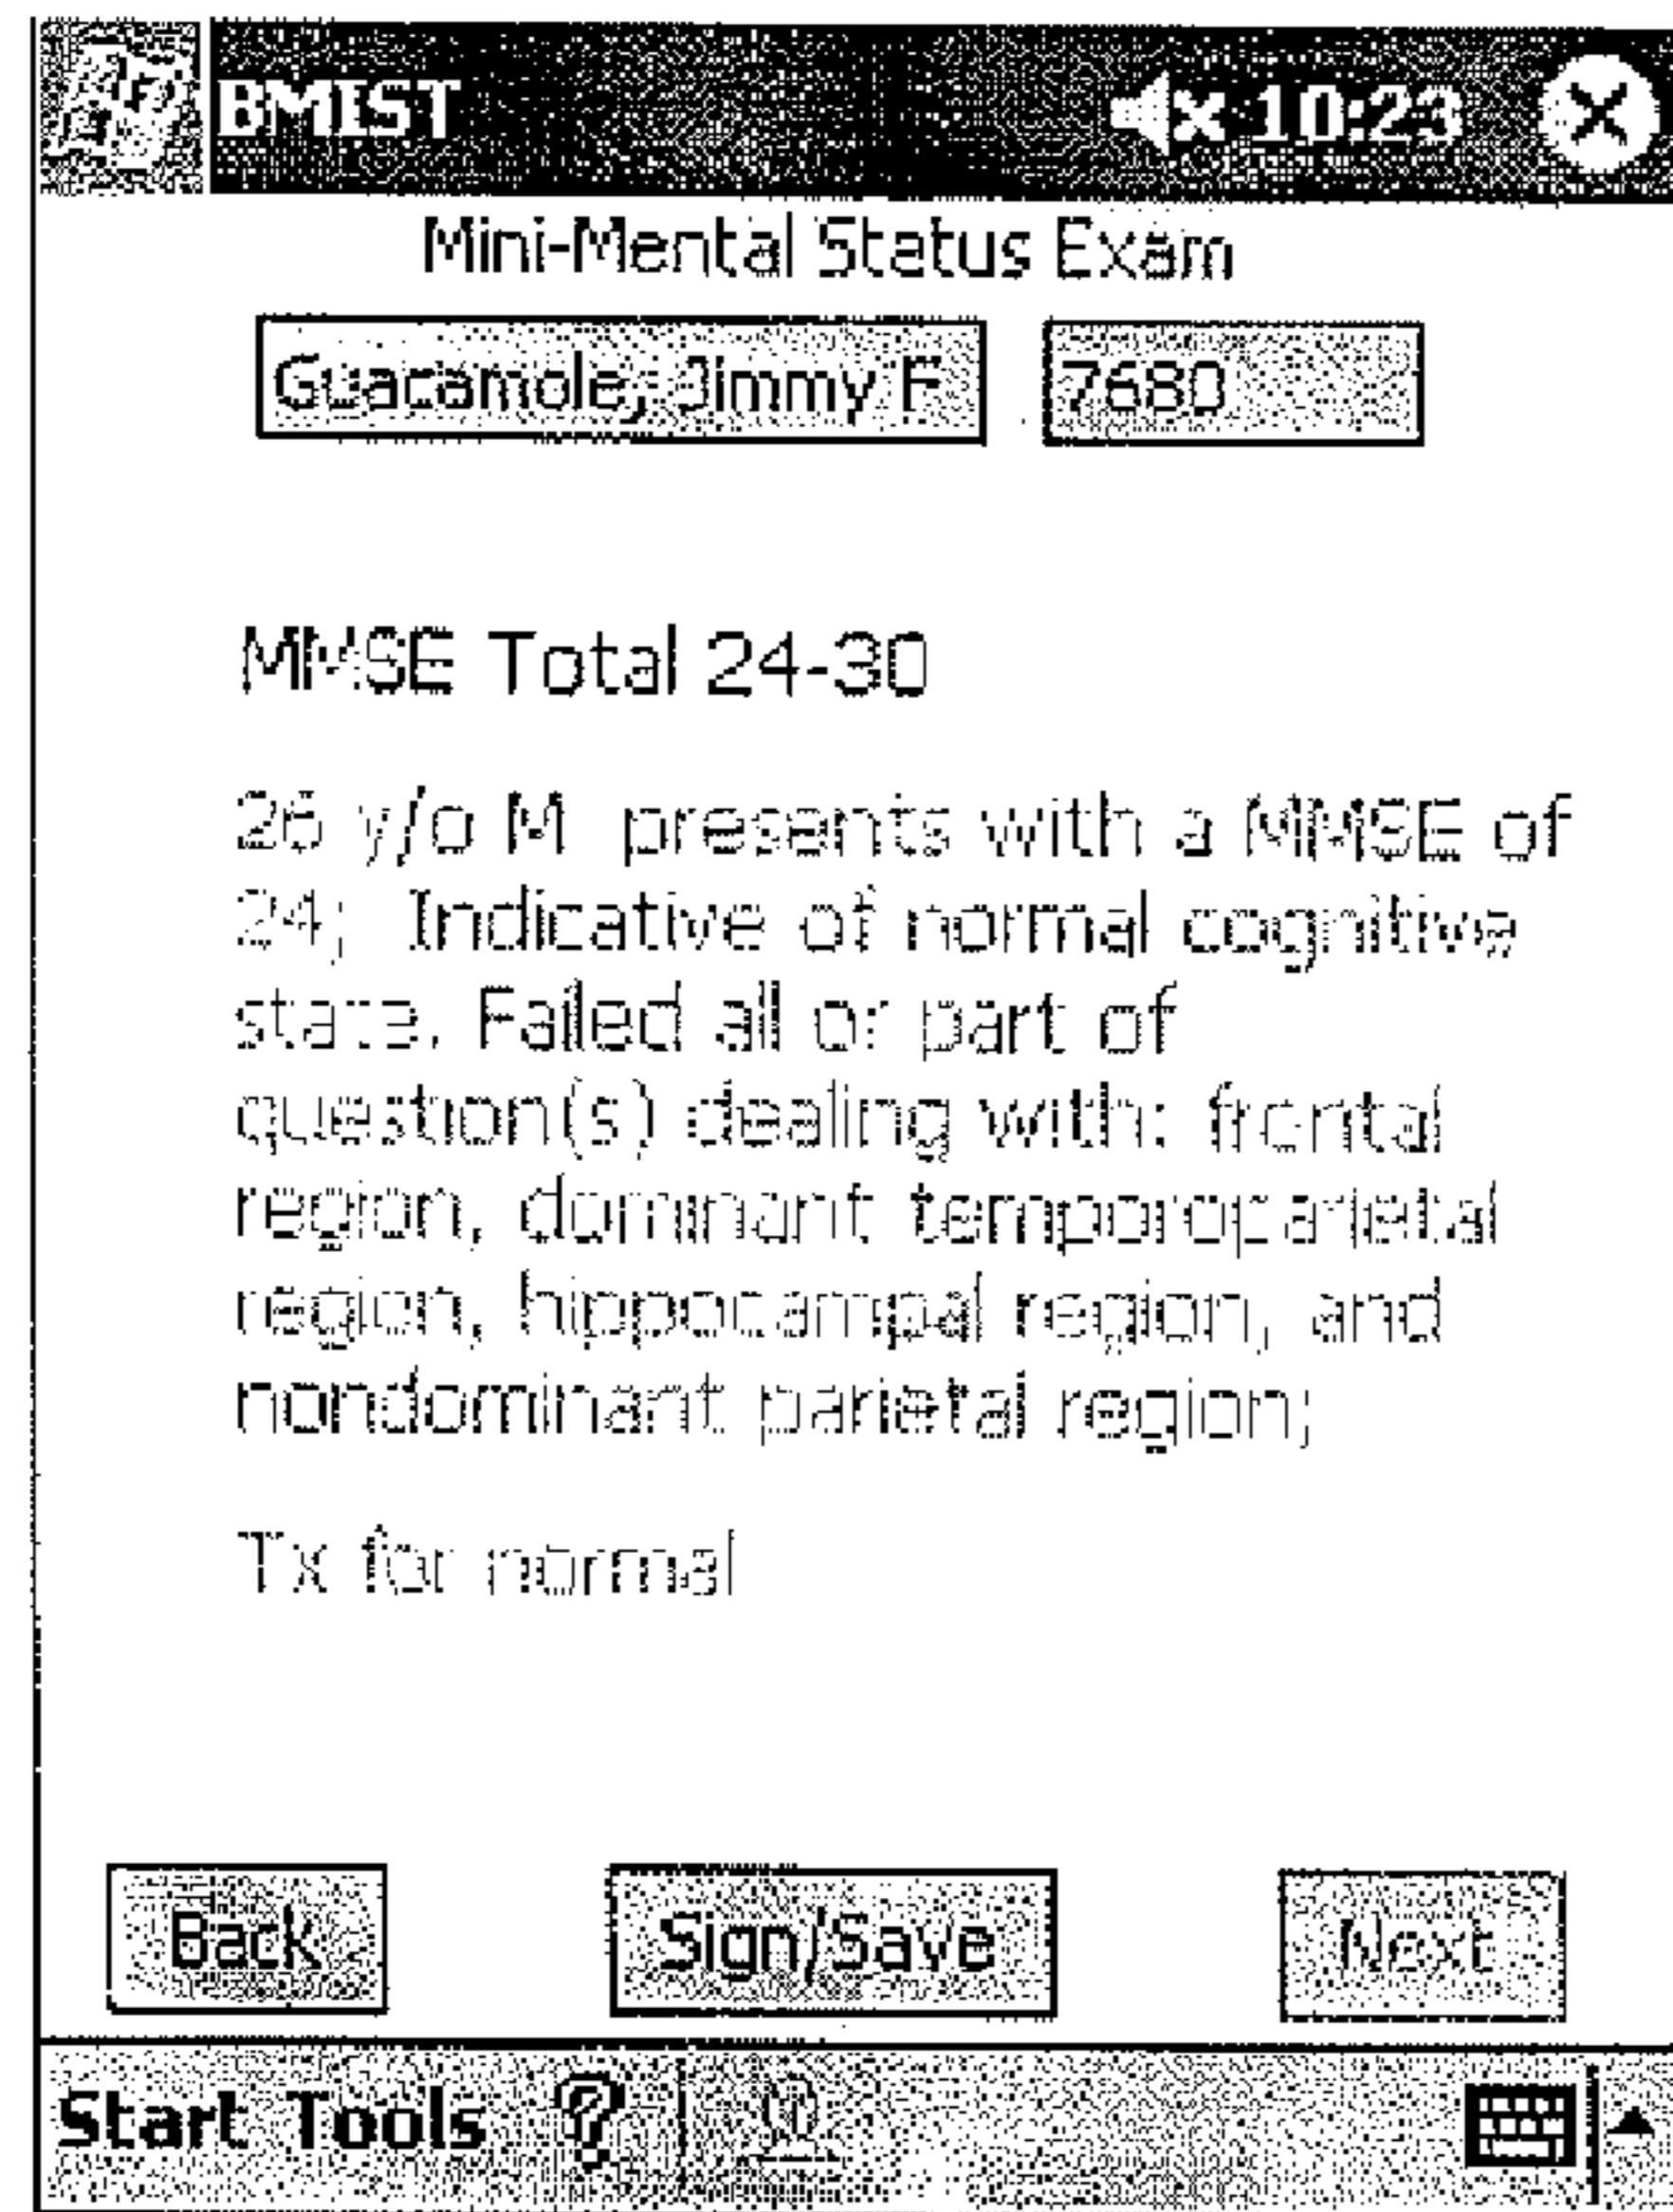 BMIST 10:23
Mini-Mental Status Exam
Guacamole, Jimmy F 7680
MMSE Total 24-30
26 y/o M presents with a MMSE of
24; Indicative of normal cognitive
state. Failed all or part of
question(s) dealing with: frontal
region, dominant temporoparietal
region, hippocampal region, and
nondominant parietal region;
Tx for normal
Back Sign/Save Next
Start Tools ?